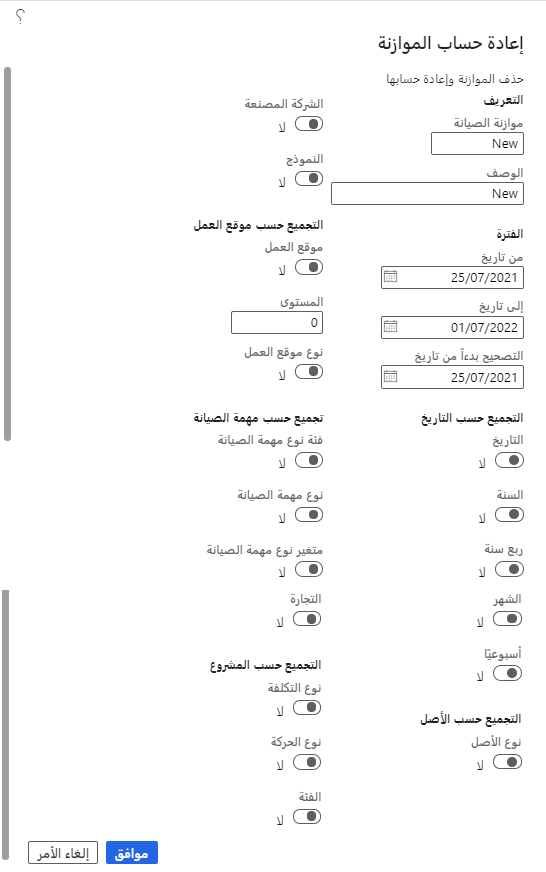 ؟
إعادة حساب الموازنة
حذف الموازنة وإعادة حسابها
التعريف
موازنة الصيانة
New
الوصف
New
الفترة
من تاريخ
25/07/2021
إلى تاريخ
01/07/2022
التصحيح بدءاً من تاريخ
25/07/2021
التجميع حسب التاريخ
التاريخ
لا
السنة
لا
ربع سنة
لا
الشهر
لا
أسبوعيًا
لا
التجميع حسب الأصل
نوع الأصل
لا
الشركة المصنعة
لا
النموذج
لا
التجميع حسب موقع العمل
موقع العمل
لا
المستوى
0
نوع موقع العمل
لا
تجميع حسب مهمة الصيانة
فئة نوع مهمة الصيانة
لا
نوع مهمة الصيانة
لا
متغير نوع مهمة الصيانة
لا
التجارة
لا
التجميع حسب المشروع
نوع التكلفة
لا
نوع الحركة
لا
الفئة
لا
موافق
إلغاء الأمر